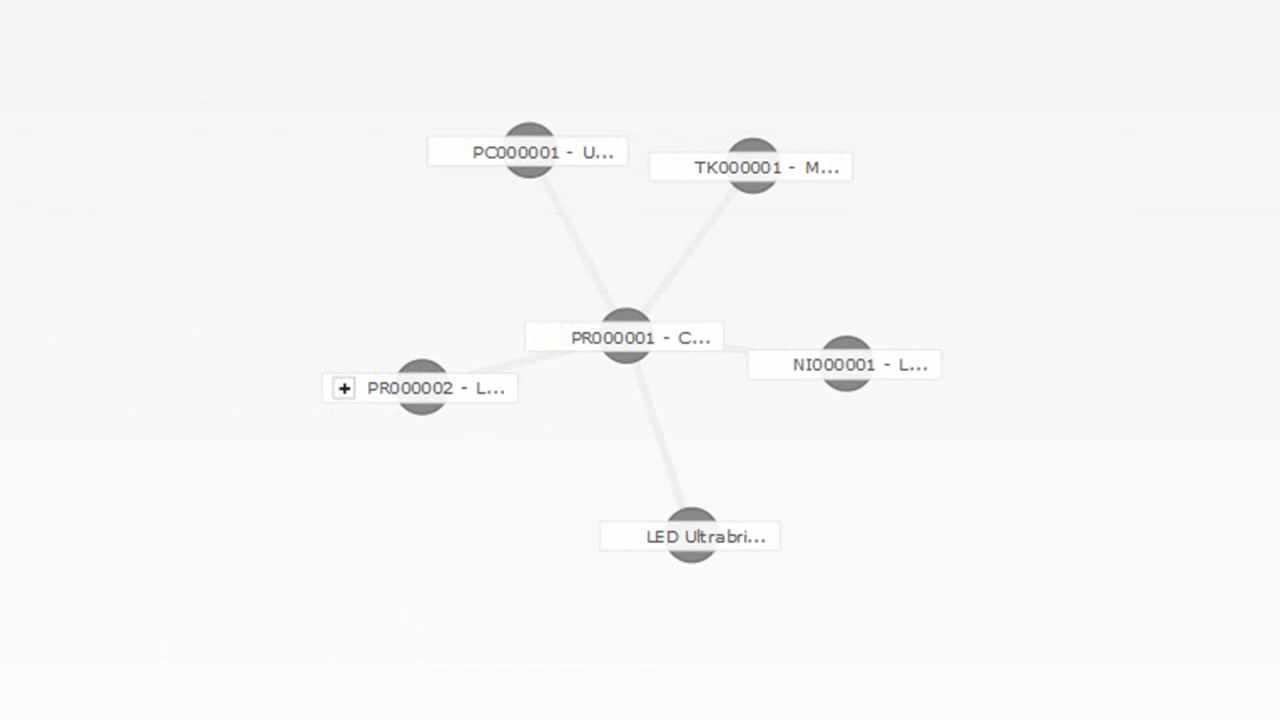 PC000001 - U...
TK000001 - M...
PR000001 - C...
NI000001 - L...
PR000002 - L...
LED Ultrabri...